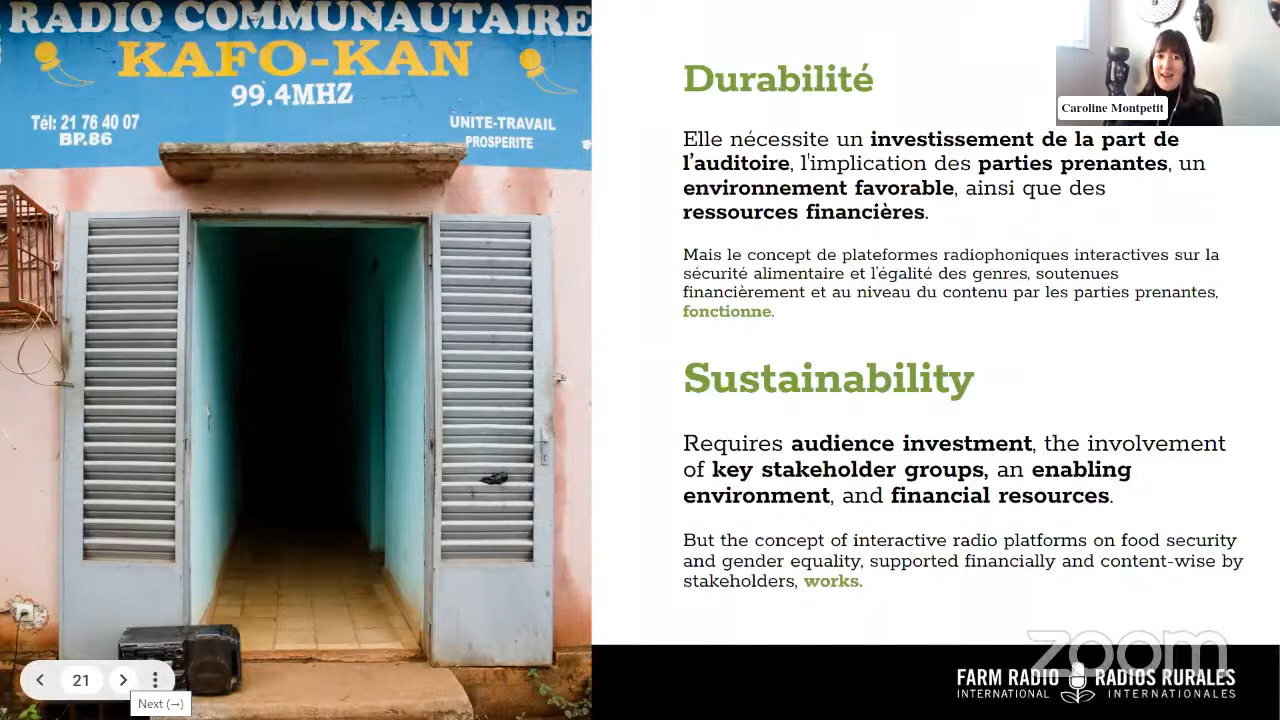 RADIO COMMUNAUTAIRE
KAFO-KAN
99.4MHZ
Tél: 21 76 40 07
BP.86
UNITE-TRAVAIL
PROSPERITE
Caroline Montpetit
Durabilité
Elle nécessite un investissement de la part de
l’auditoire, l'implication des parties prenantes, un
environnement favorable, ainsi que des
ressources financières.
Mais le concept de plateformes radiophoniques interactives sur la
sécurité alimentaire et l’égalité des genres, soutenues
financièrement et au niveau du contenu par les parties prenantes,
fonctionne.
Sustainability
Requires audience investment, the involvement
of key stakeholder groups, an enabling
environment, and financial resources.
But the concept of interactive radio platforms on food security
and gender equality, supported financially and content-wise by
stakeholders, works.
zoom
FARM RADIO
INTERNATIONAL
RADIOS RURALES
INTERNATIONALES
21
Next (→)